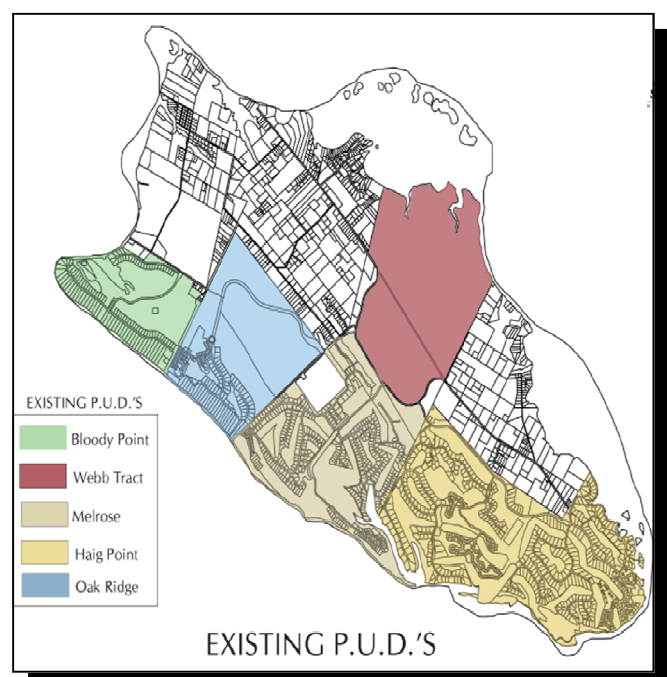 EXISTING P.U.D.'S
Bloody Point
Webb Tract
Melrose
Haig Point
Oak Ridge
EXISTING P.U.D.'S